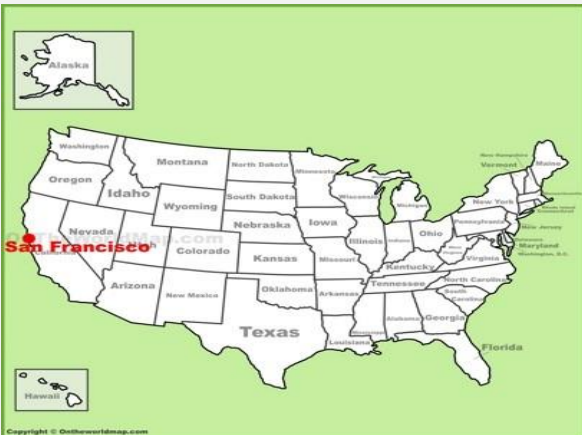 Alaska
Washington
Montana
North Dakota
Minnesota
Oregon
Idaho
South Dakota
Wisconsin
Michigan
New Hampshire
Vermont
Maine
Wyoming
New York
Nevada
Nebraska
Iowa
Pennsylvania
Illinois
Ohio
New Jersey
San Francisco
Colorado
Kansas
Missouri
Virginia
Maryland
Washington, D.C.
Kentucky
Arizona
New Mexico
Oklahoma
Arkansas
Tennessee
North Carolina
South
Carolina
Texas
Alabama
Georgia
Louisiana
Florida
Hawaii
Copyright © Ontheworldmap.com